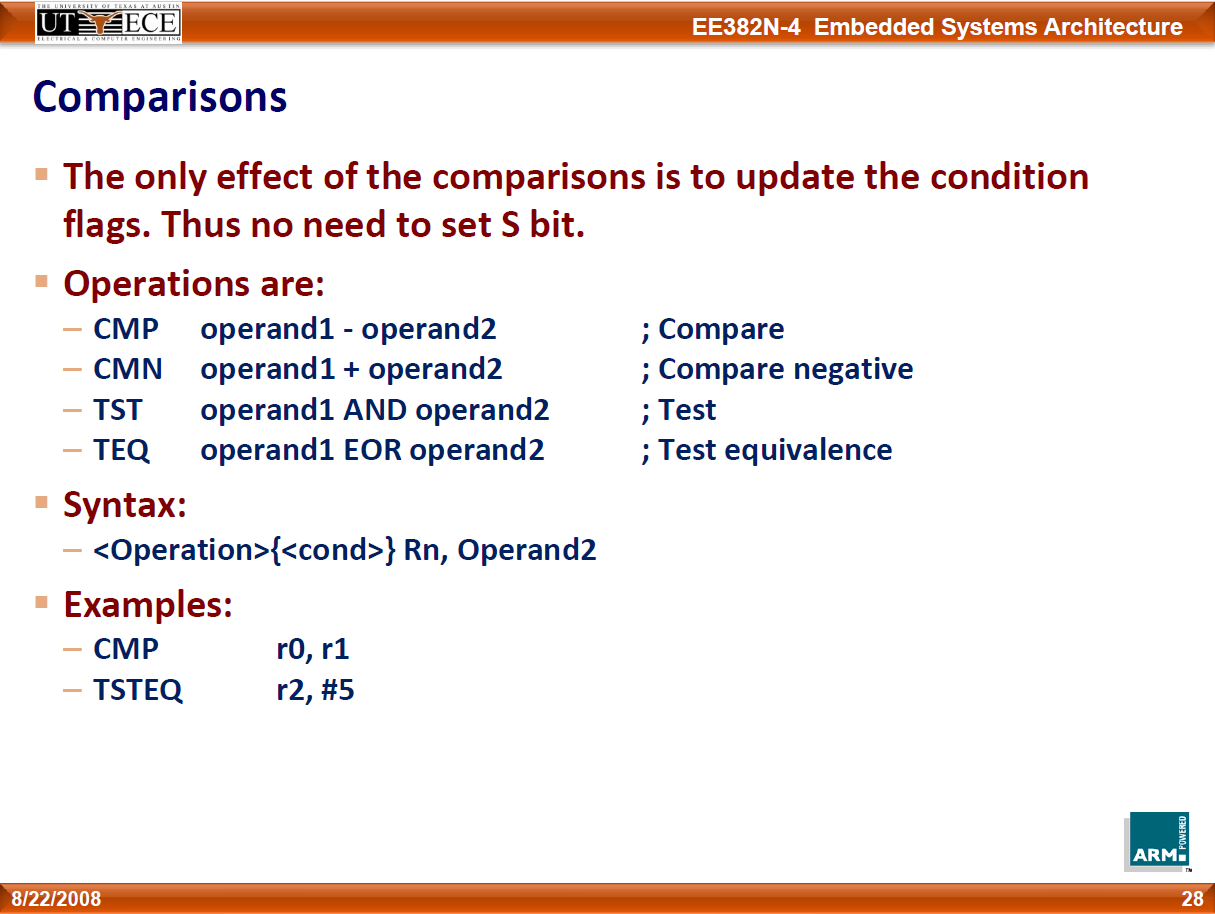 THE UNIVERSITY OF TEXAS AT AUSTIN
UT ECE
ELECTRICAL & COMPUTER ENGINEERING
EE382N-4 Embedded Systems Architecture
Comparisons
The only effect of the comparisons is to update the condition
flags. Thus no need to set S bit.
Operations are:
– CMP operand1 - operand2 ; Compare
– CMN operand1 + operand2 ; Compare negative
– TST operand1 AND operand2 ; Test
– TEQ operand1 EOR operand2 ; Test equivalence
Syntax:
– <Operation>{<cond>} Rn, Operand2
Examples:
– CMP r0, r1
– TSTEQ r2, #5
ARM POWERED
TM
8/22/2008 28